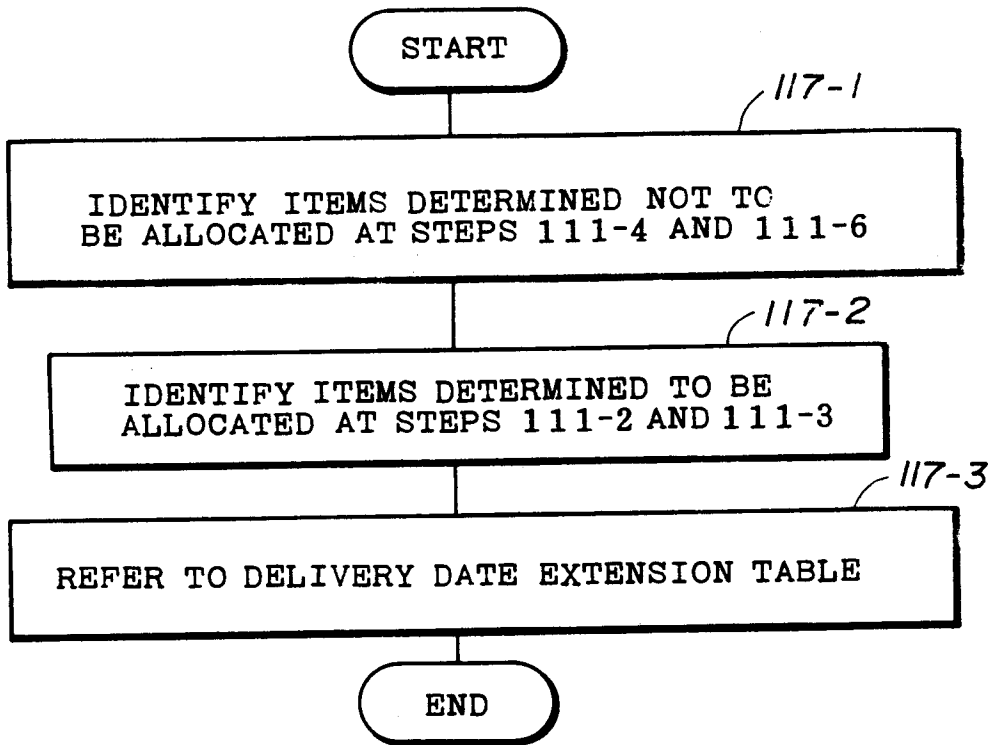 START
117-1
IDENTIFY ITEMS DETERMINED NOT TO
BE ALLOCATED AT STEPS 111-4 AND 111-6
117-2
IDENTIFY ITEMS DETERMINED TO BE
ALLOCATED AT STEPS 111-2 AND 111-3
117-3
REFER TO DELIVERY DATE EXTENSION TABLE
END